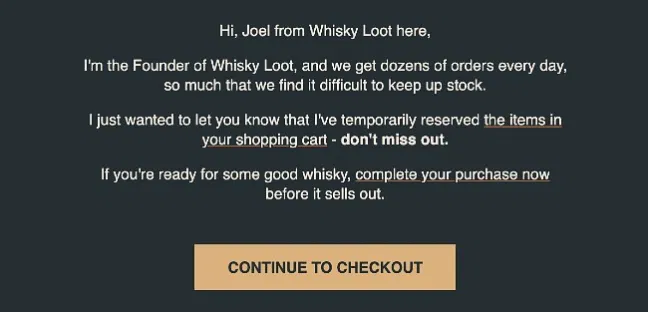 Hi, Joel from Whisky Loot here,
I'm the Founder of Whisky Loot, and we get dozens of orders every day,
so much that we find it difficult to keep up stock.
I just wanted to let you know that I've temporarily reserved the items in
your shopping cart - don't miss out.
If you're ready for some good whisky, complete your purchase now
before it sells out.
CONTINUE TO CHECKOUT